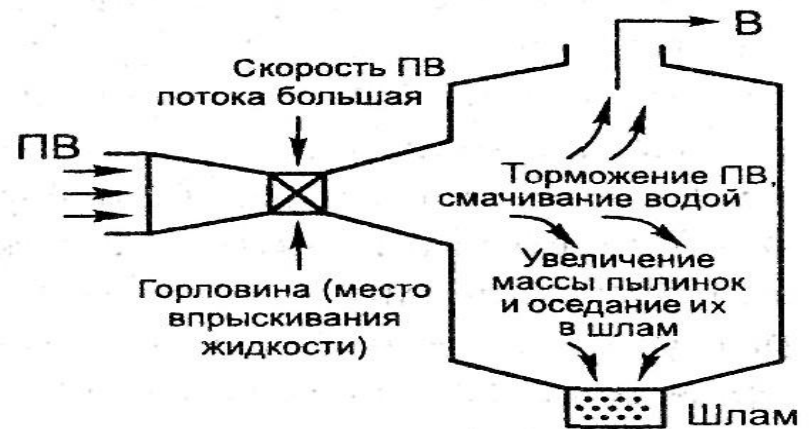 В
Скорость ПВ
потока большая
ПВ
Торможение ПВ,
смачивание водой
Увеличение
массы пылинок
и оседание их
в шлам
Горловина (место
впрыскивания
жидкости)
Шлам